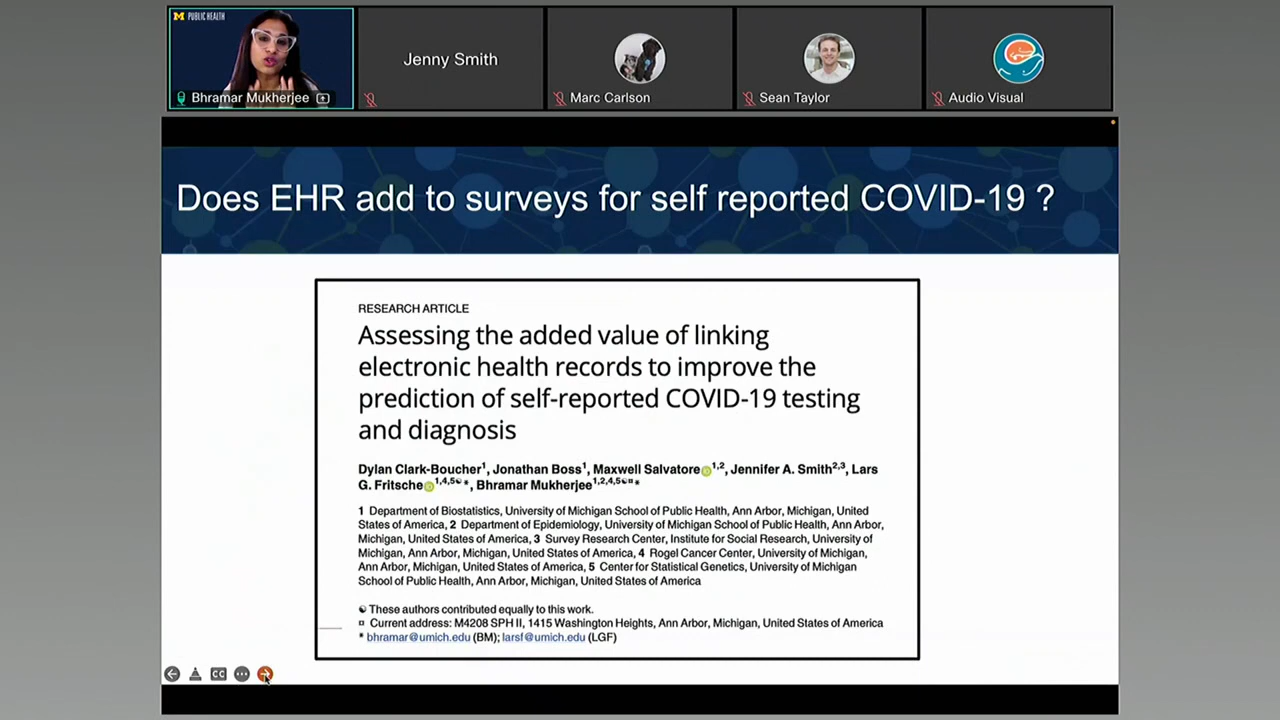 M PUBLIC HEALTH
Bhramar Mukherjee
Jenny Smith
Marc Carlson
Sean Taylor
Audio Visual
Does EHR add to surveys for self reported COVID-19 ?
RESEARCH ARTICLE
Assessing the added value of linking
electronic health records to improve the
prediction of self-reported COVID-19 testing
and diagnosis
Dylan Clark-Boucher1, Jonathan Boss1, Maxwell Salvatore iD 1,2, Jennifer A. Smith2,3, Lars
G. Fritsche iD 1,4,5☯*, Bhramar Mukherjee1,2,4,5☯¤*
1 Department of Biostatistics, University of Michigan School of Public Health, Ann Arbor, Michigan, United
States of America, 2 Department of Epidemiology, University of Michigan School of Public Health, Ann Arbor,
Michigan, United States of America, 3 Survey Research Center, Institute for Social Research, University of
Michigan, Ann Arbor, Michigan, United States of America, 4 Rogel Cancer Center, University of Michigan,
Ann Arbor, Michigan, United States of America, 5 Center for Statistical Genetics, University of Michigan
School of Public Health, Ann Arbor, Michigan, United States of America
☯ These authors contributed equally to this work.
¤ Current address: M4208 SPH II, 1415 Washington Heights, Ann Arbor, Michigan, United States of America
* bhramar@umich.edu (BM); larsf@umich.edu (LGF)
CC